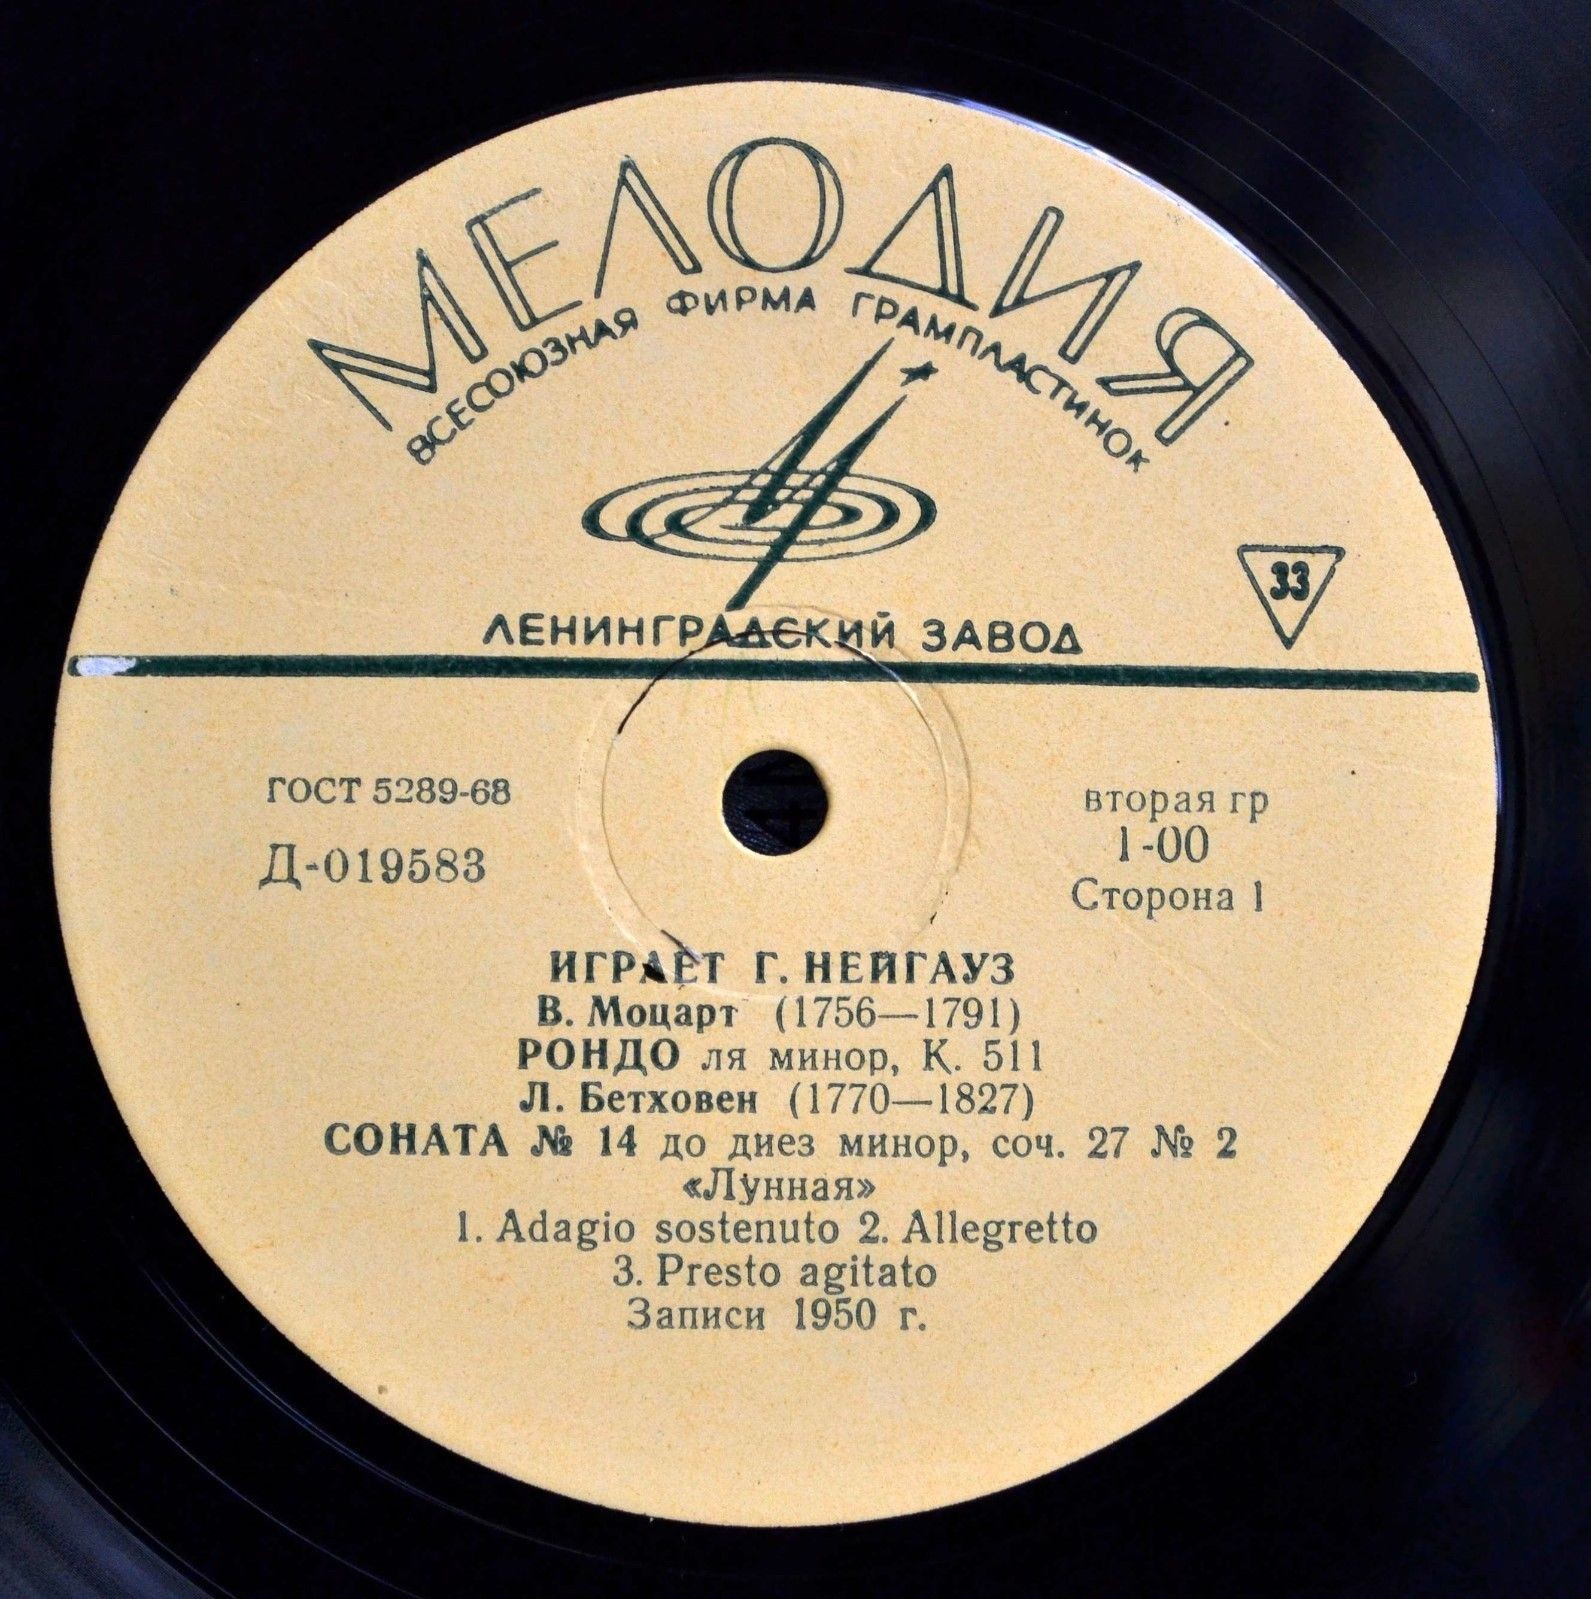 МЕЛОДИЯ
ВСЕСОЮЗНАЯ ФИРМА ГРАМПЛАСТИНОК
33
ЛЕНИНГРАДСКИЙ ЗАВОД
ГОСТ 5289-68
Д-019583
вторая гр
1-00
Сторона 1
ИГРАЕТ Г. НЕЙГАУЗ
В. Моцарт (1756—1791)
РОНДО ля минор, К. 511
Л. Бетховен (1770—1827)
СОНАТА № 14 до диез минор, соч. 27 № 2
«Лунная»
1. Adagio sostenuto 2. Allegretto
3. Presto agitato
Записи 1950 г.